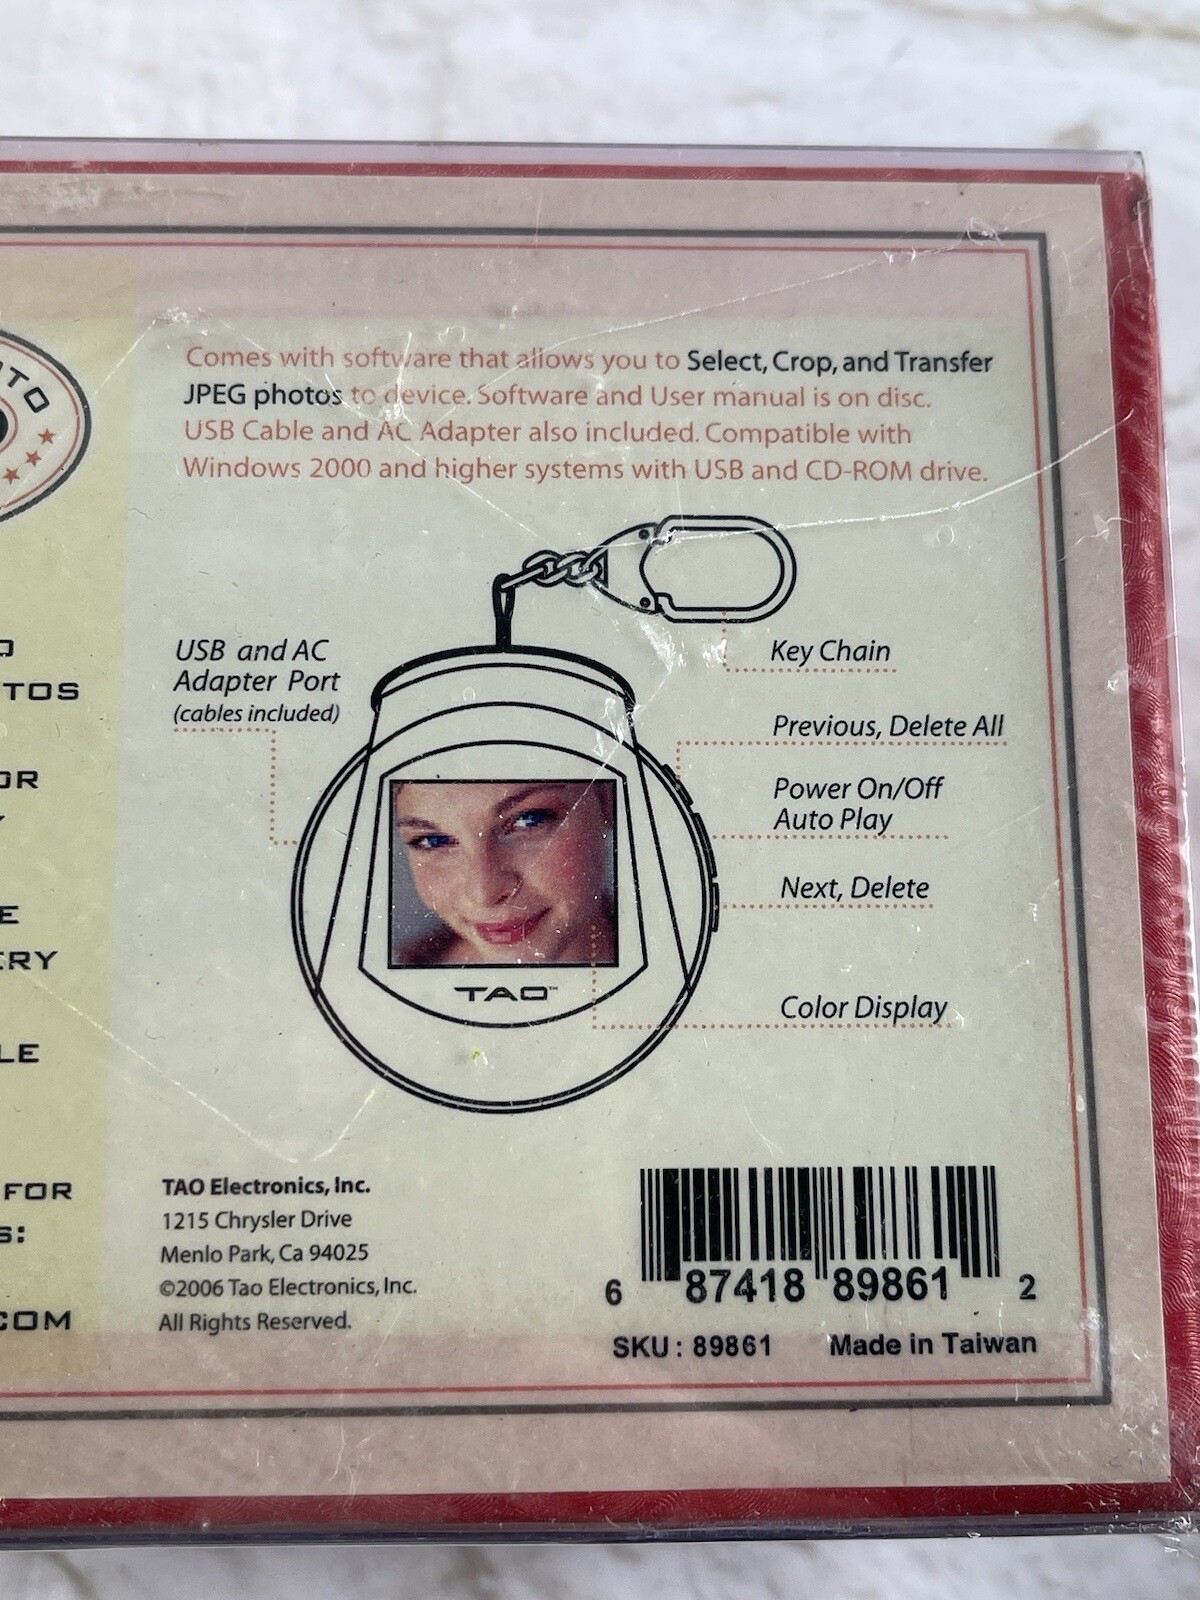 Comes with software that allows you to Select, Crop, and Transfer
JPEG photos to device. Software and User manual is on disc.
USB Cable and AC Adapter also included. Compatible with
Windows 2000 and higher systems with USB and CD-ROM drive.
USB and AC
Adapter Port
(cables included)
Key Chain
Previous, Delete All
Power On/Off
Auto Play
Next, Delete
Color Display
TAO™
TOS
OR
E
ERY
LE
FOR
S:
COM
TAO Electronics, Inc.
1215 Chrysler Drive
Menlo Park, Ca 94025
©2006 Tao Electronics, Inc.
All Rights Reserved.
6 87418 89861 2
SKU: 89861 Made in Taiwan